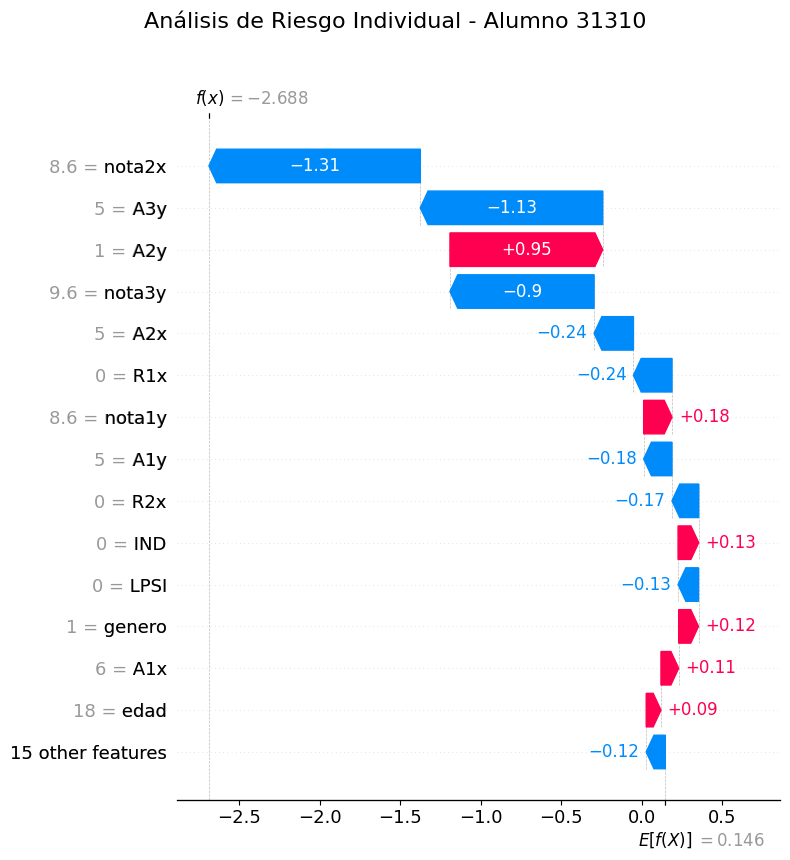 Análisis de Riesgo Individual - Alumno 31310
f(x) = −2.688
8.6 = nota2x −1.31
5 = A3y −1.13
1 = A2y +0.95
9.6 = nota3y −0.9
5 = A2x −0.24
0 = R1x −0.24
8.6 = nota1y +0.18
5 = A1y −0.18
0 = R2x −0.17
0 = IND +0.13
0 = LPSI −0.13
1 = genero +0.12
6 = A1x +0.11
18 = edad +0.09
15 other features −0.12
−2.5 −2.0 −1.5 −1.0 −0.5 0.0 0.5
E[f(X)] = 0.146